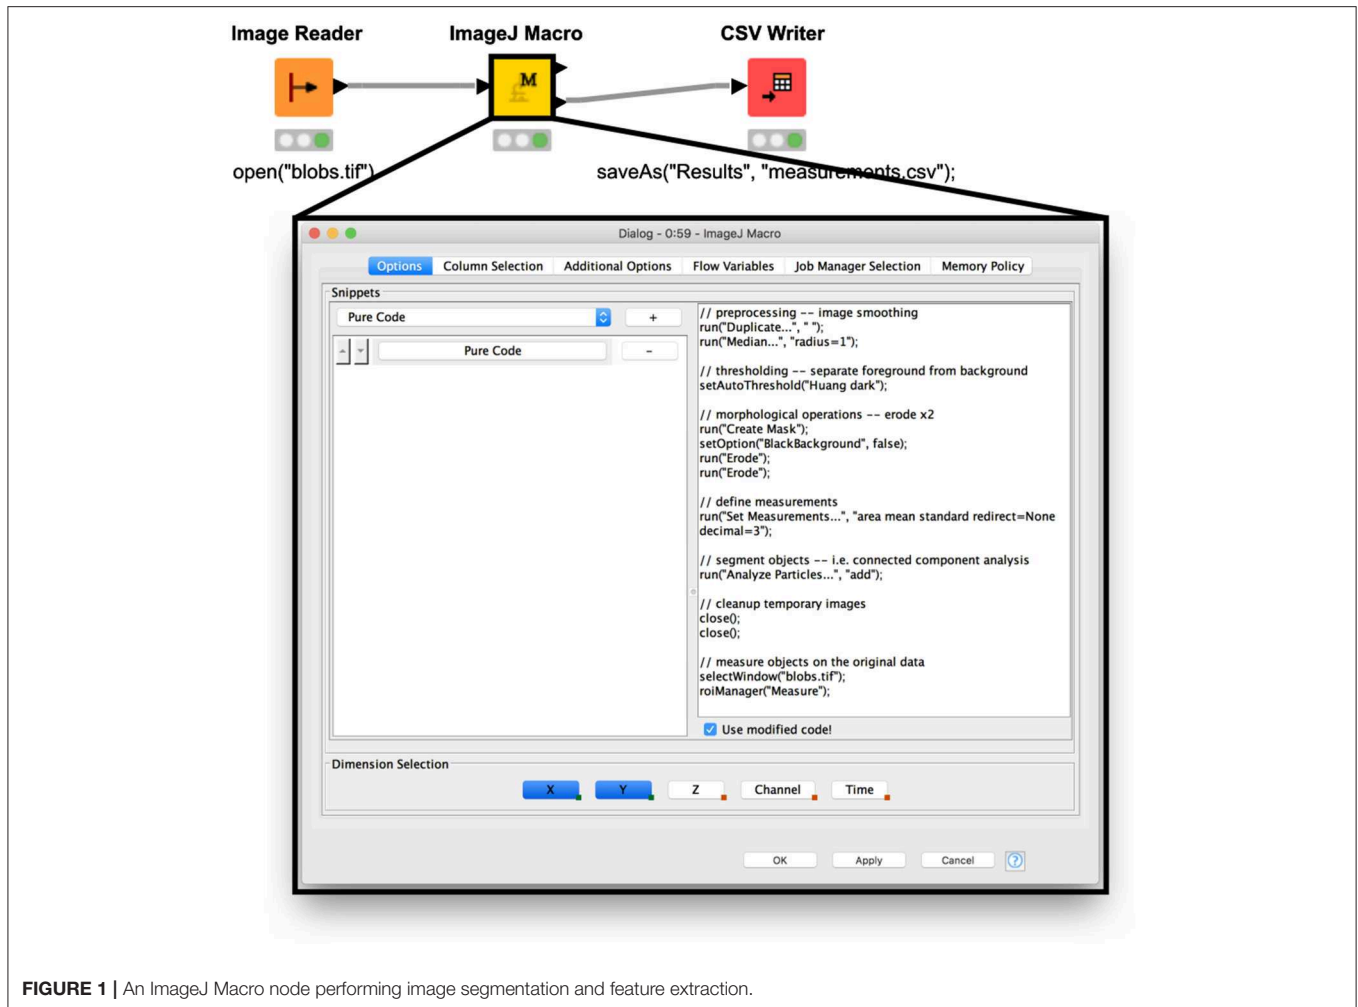 Image Reader
ImageJ Macro
CSV Writer
M
open("blobs.tif")
saveAs("Results", "measurements.csv");
Dialog - 0:59 - ImageJ Macro
Options
Column Selection
Additional Options
Flow Variables
Job Manager Selection
Memory Policy
Snippets
Pure Code
+
Pure Code
−
// preprocessing -- image smoothing
run("Duplicate...", " ");
run("Median...", "radius=1");
// thresholding -- separate foreground from background
setAutoThreshold("Huang dark");
// morphological operations -- erode x2
run("Create Mask");
setOption("BlackBackground", false);
run("Erode");
run("Erode");
// define measurements
run("Set Measurements...", "area mean standard redirect=None
decimal=3");
// segment objects -- i.e. connected component analysis
run("Analyze Particles...", "add");
// cleanup temporary images
close();
close();
// measure objects on the original data
selectWindow("blobs.tif");
roiManager("Measure");
Use modified code!
Dimension Selection
X
Y
Z
Channel
Time
OK
Apply
Cancel
?
FIGURE 1 | An ImageJ Macro node performing image segmentation and feature extraction.